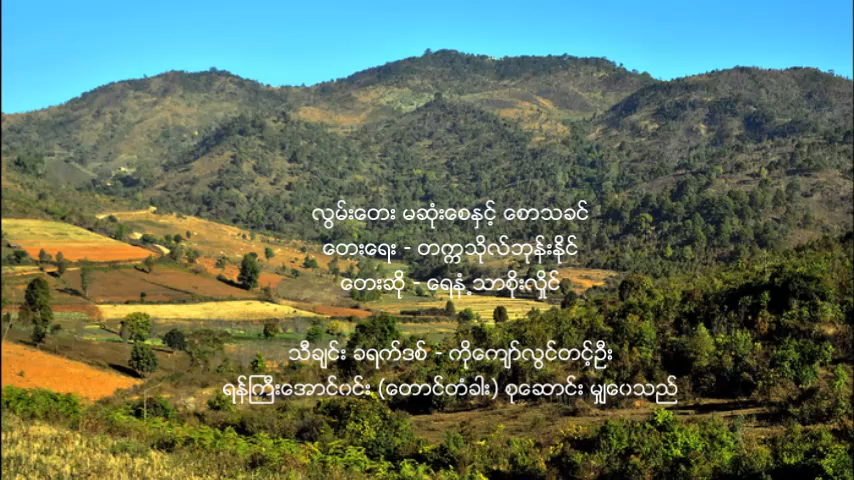 လွမ်းတေး မဆုံးစေနှင့် စောသခင်
တေးရေး - တက္ကသိုလ်ဘုန်းနိုင်
တေးဆို - ရေနံ့သာစိုးလှိုင်
သီချင်း ခရက်ဒစ် - ကိုကျော်လွင်တင့်ဦး
ရန်ကြီးအောင်ဝင်း (တောင်တံခါး) စုဆောင်း မျှဝေသည်